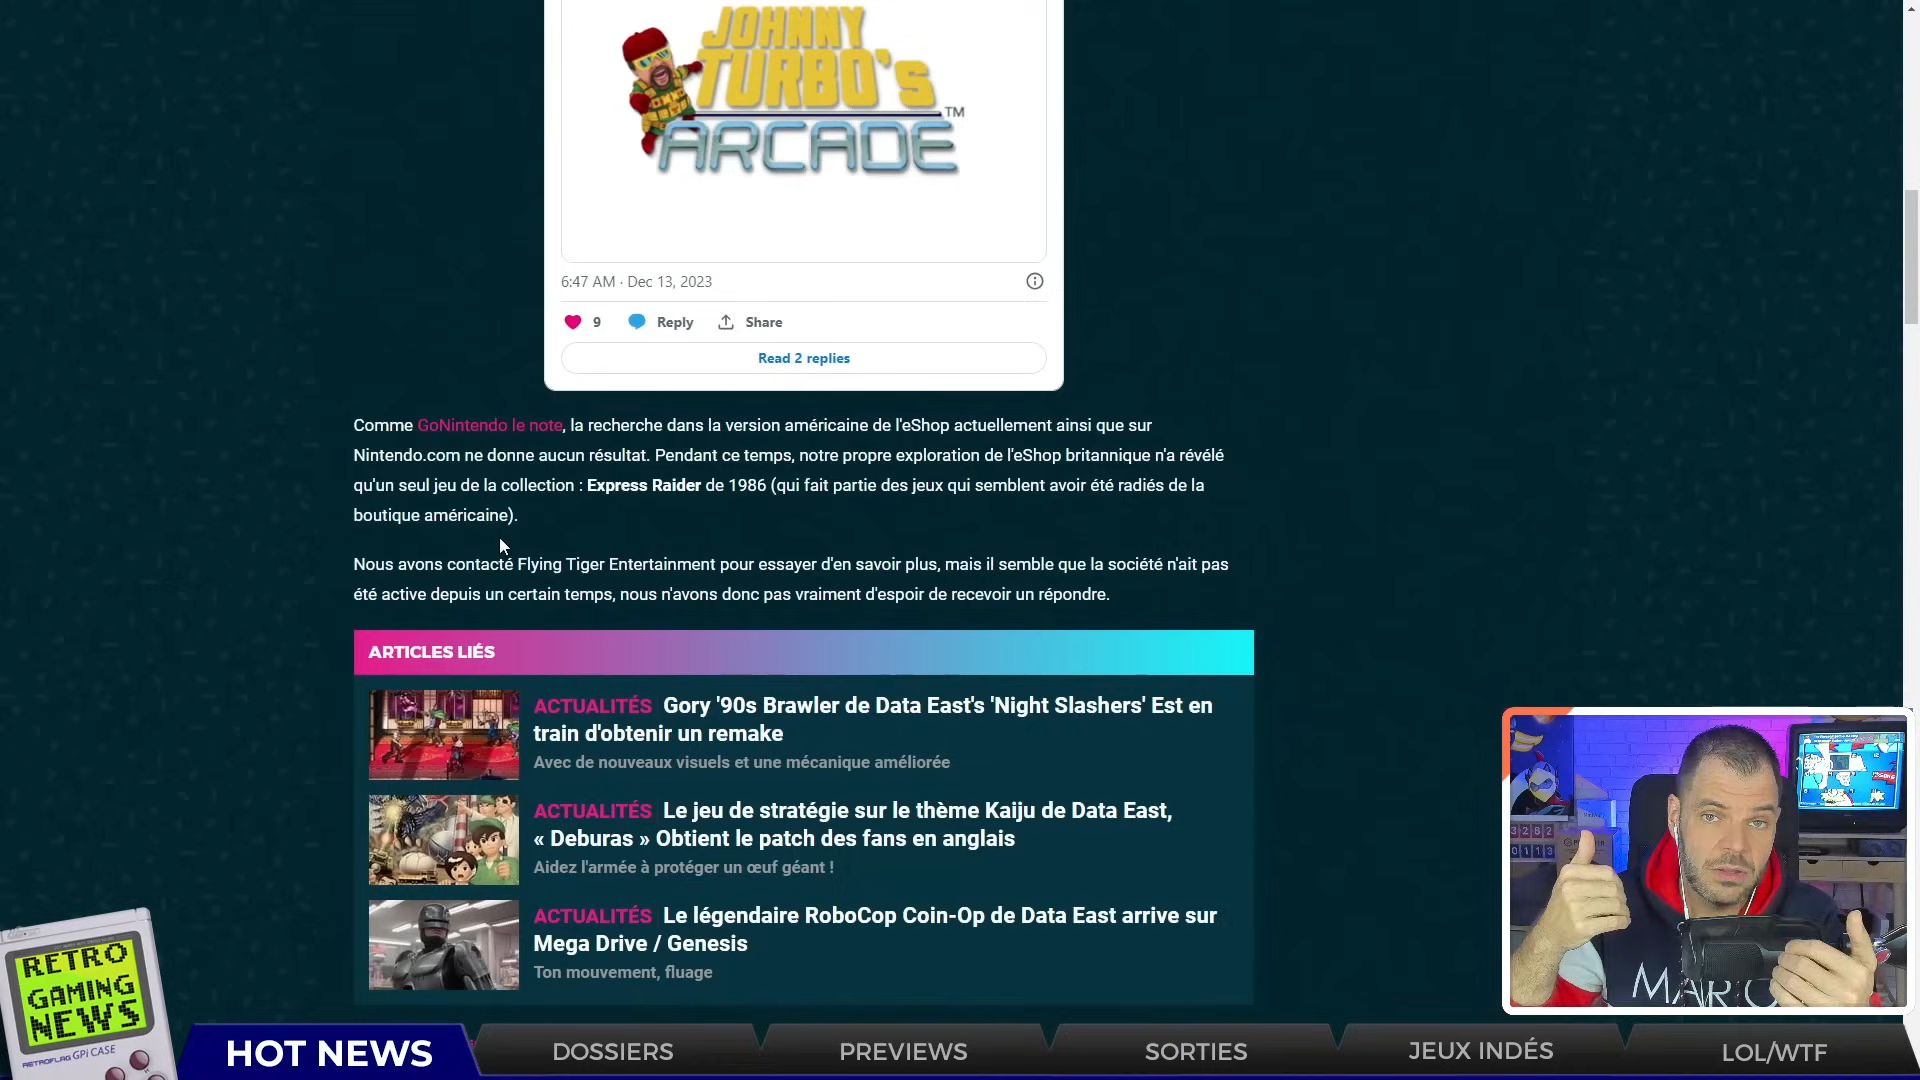 JOHNNY
TURBO's
ARCADE™
6:47 AM · Dec 13, 2023
9 Reply Share
Read 2 replies
Comme GoNintendo le note, la recherche dans la version américaine de l'eShop actuellement ainsi que sur
Nintendo.com ne donne aucun résultat. Pendant ce temps, notre propre exploration de l'eShop britannique n'a révélé
qu'un seul jeu de la collection : Express Raider de 1986 (qui fait partie des jeux qui semblent avoir été radiés de la
boutique américaine).
Nous avons contacté Flying Tiger Entertainment pour essayer d'en savoir plus, mais il semble que la société n'ait pas
été active depuis un certain temps, nous n'avons donc pas vraiment d'espoir de recevoir un répondre.
ARTICLES LIÉS
ACTUALITÉS Gory '90s Brawler de Data East's 'Night Slashers' Est en
train d'obtenir un remake
Avec de nouveaux visuels et une mécanique améliorée
ACTUALITÉS Le jeu de stratégie sur le thème Kaiju de Data East,
« Deburas » Obtient le patch des fans en anglais
Aidez l'armée à protéger un œuf géant !
ACTUALITÉS Le légendaire RoboCop Coin-Op de Data East arrive sur
Mega Drive / Genesis
Ton mouvement, fluage
MARIO
RETRO
GAMING
NEWS
RETROFLAG GPi CASE
HOT NEWS
DOSSIERS
PREVIEWS
SORTIES
JEUX INDÉS
LOL/WTF